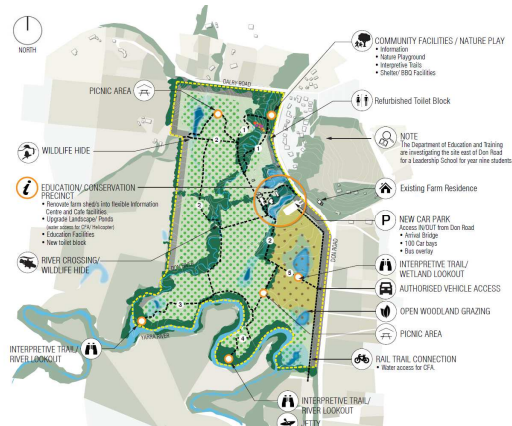 NORTH
COMMUNITY FACILITIES / NATURE PLAY
• Information
• Nature Playground
• Interpretive Trails
• Shelter/ BBQ Facilities
DALRY ROAD
PICNIC AREA
Refurbished Toilet Block
1
1
2
NOTE
The Department of Education and Training
are investigating the site east of Don Road
for a Leadership School for year nine students
WILDLIFE HIDE
i
EDUCATION/ CONSERVATION
PRECINCT
• Renovate farm shed/s into flexible Information
Centre and Cafe facilities
• Upgrade Landscape/ Ponds
(water access for CFA/ Helicopter)
• Education Facilities
• New toilet block
Existing Farm Residence
2
P
NEW CAR PARK
Access IN/OUT from Don Road
• Arrival Bridge
• 100 Car bays
• Bus overlay
DON ROAD
2
RIVER CROSSING/
WILDLIFE HIDE
INTERPRETIVE TRAIL/
WETLAND LOOKOUT
5
AUTHORISED VEHICLE ACCESS
3
OPEN WOODLAND GRAZING
YARRA RIVER
4
PICNIC AREA
INTERPRETIVE TRAIL/
RIVER LOOKOUT
RAIL TRAIL CONNECTION
• Water access for CFA.
INTERPRETIVE TRAIL/
RIVER LOOKOUT
JETTY